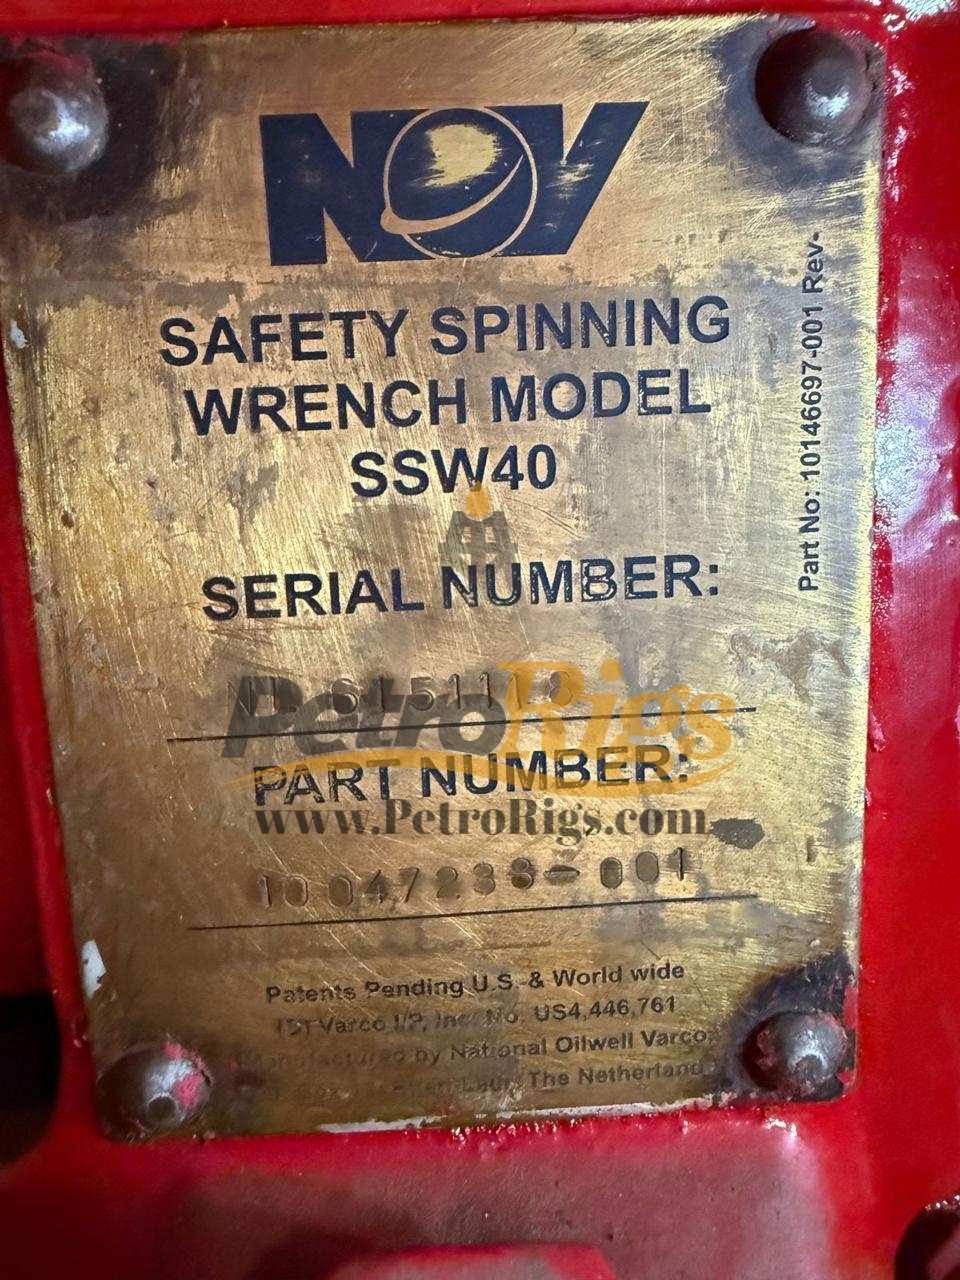 NOV
SAFETY SPINNING
WRENCH MODEL
SSW40
Part No: 10146697-001 Rev-
SERIAL NUMBER:
PetroRigs
PART NUMBER:
www.PetroRigs.com
10047238-001
Patents Pending U.S.& World wide
Varco I/P, Inc. No. US4,446,761
Manufactured by National Oilwell Varco,
The Netherland